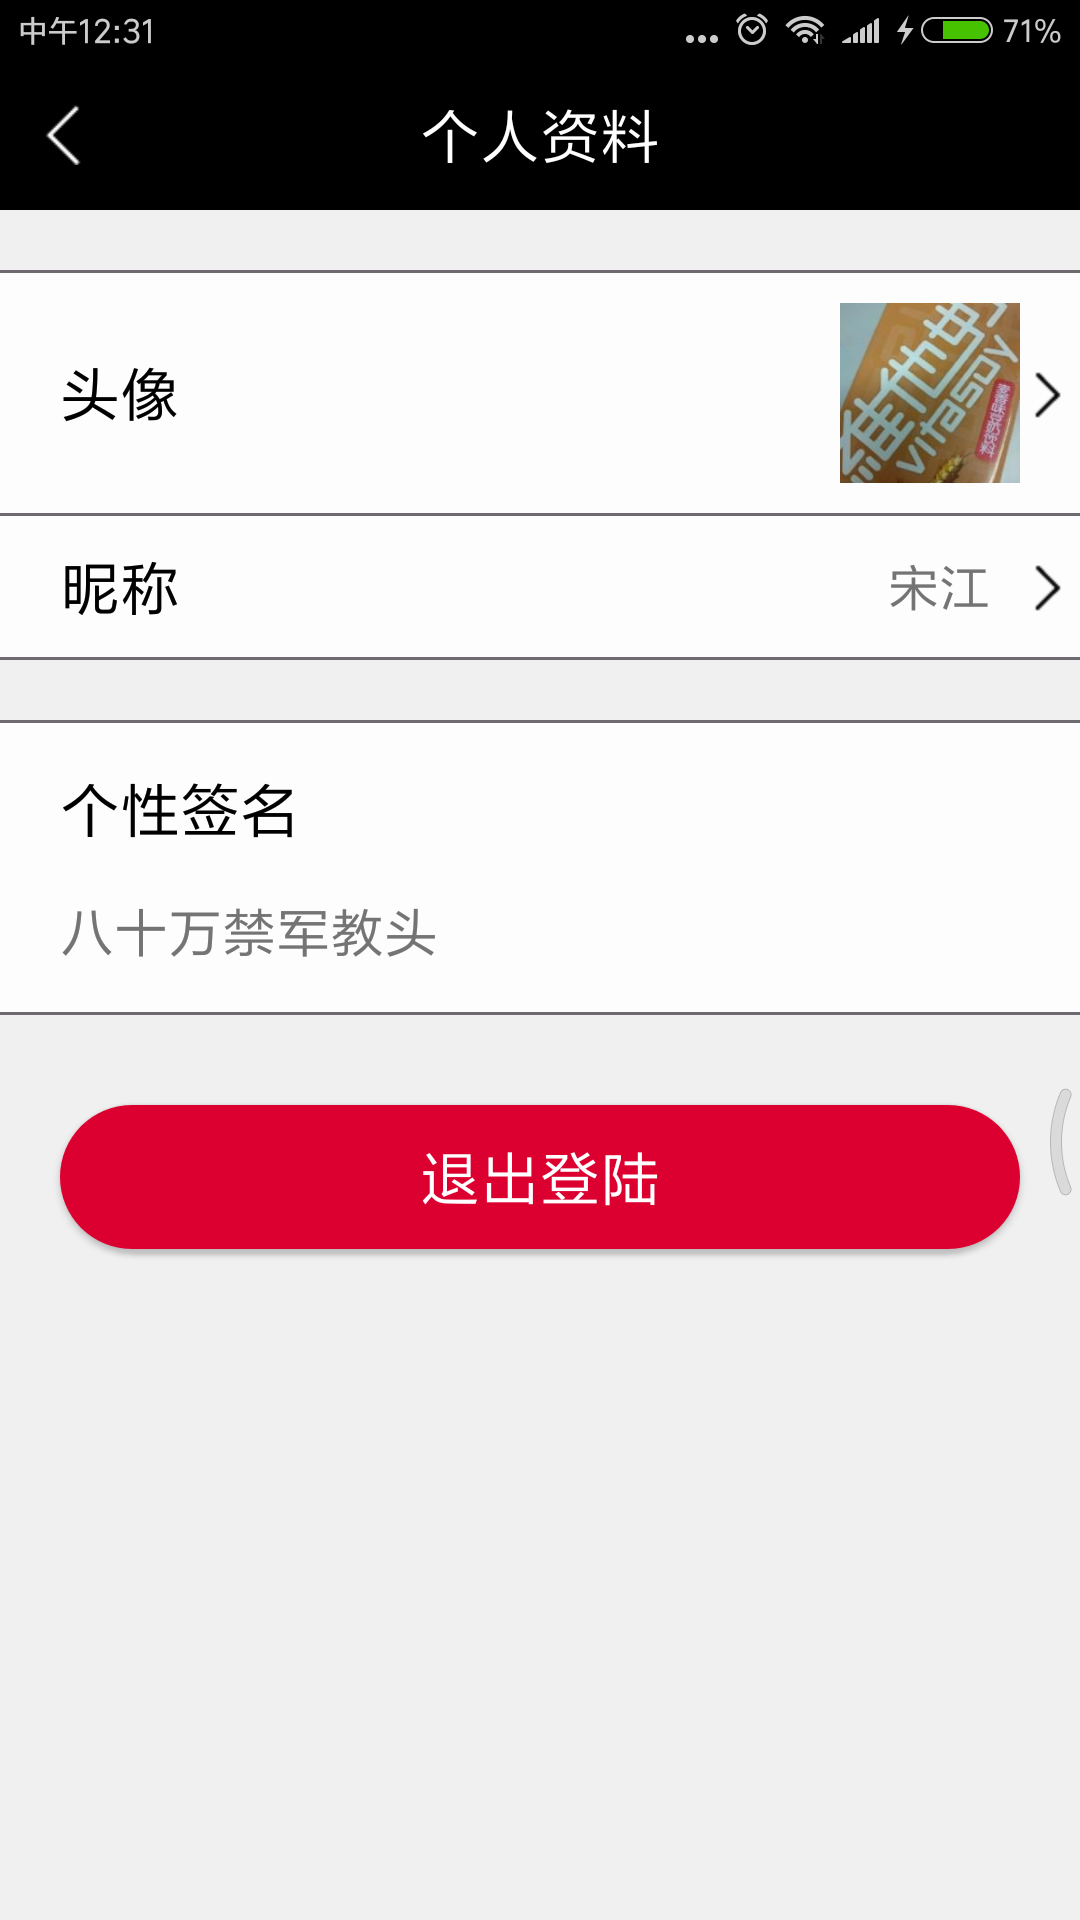 中午12:31
71%
个人资料
头像
維他奶
vitasoy
昵称
宋江
个性签名
八十万禁军教头
退出登陆